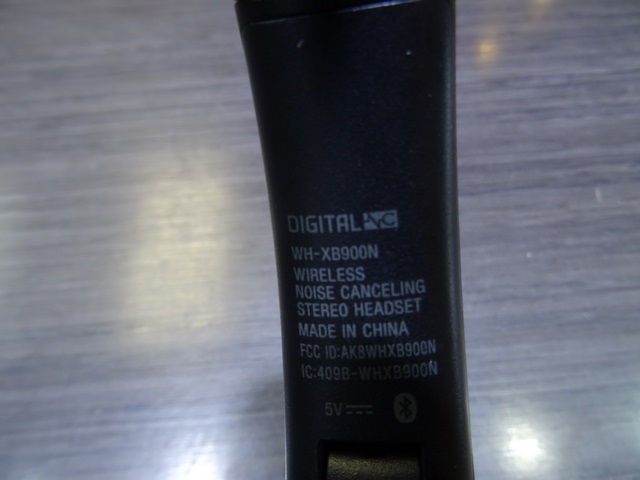 DIGITAL NC
WH-XB900N
WIRELESS
NOISE CANCELING
STEREO HEADSET
MADE IN CHINA
FCC ID:AK8WHXB900N
IC:409B-WHXB900N
5V